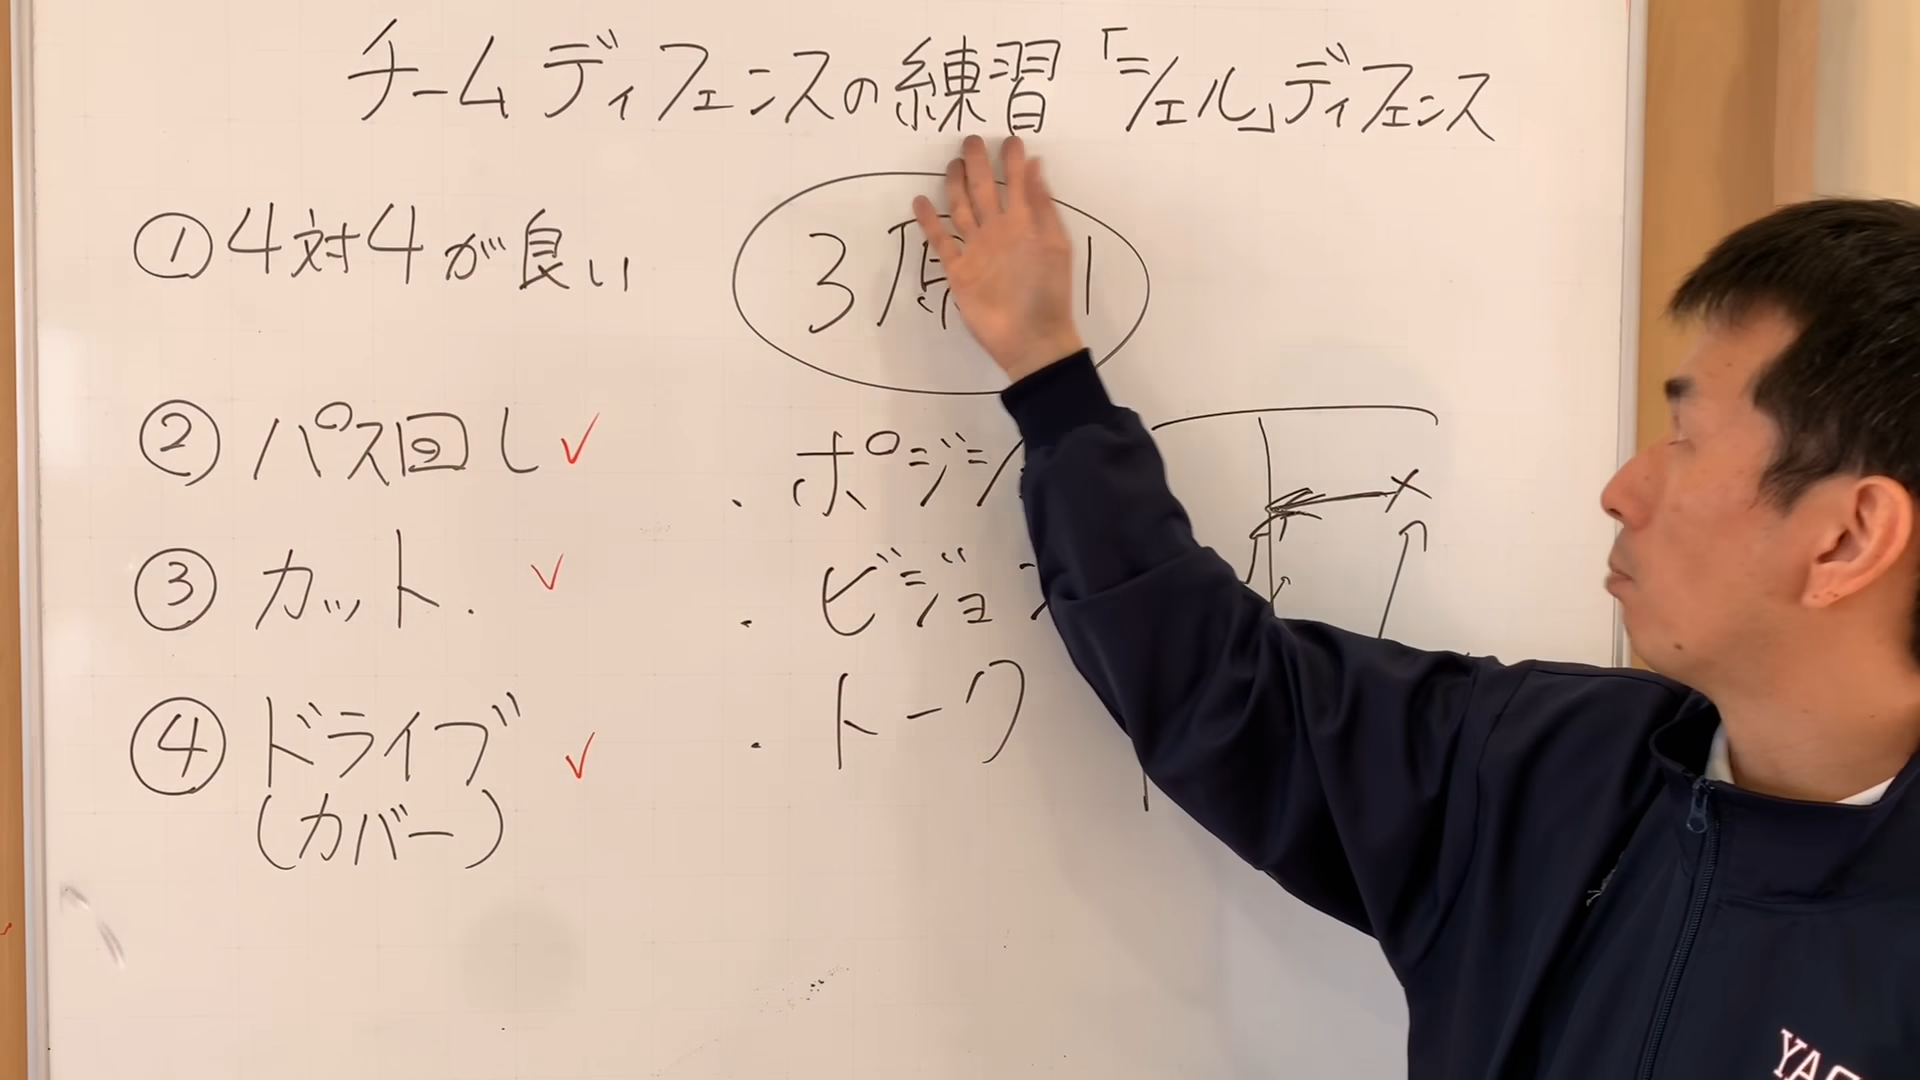 チームディフェンスの練習「シェル」ディフェンス
①4対4が良い
3原
②パス回し✓
・ポジ
③カット.✓
・ビジョ
④ドライブ✓
(カバー)
・トーク
×